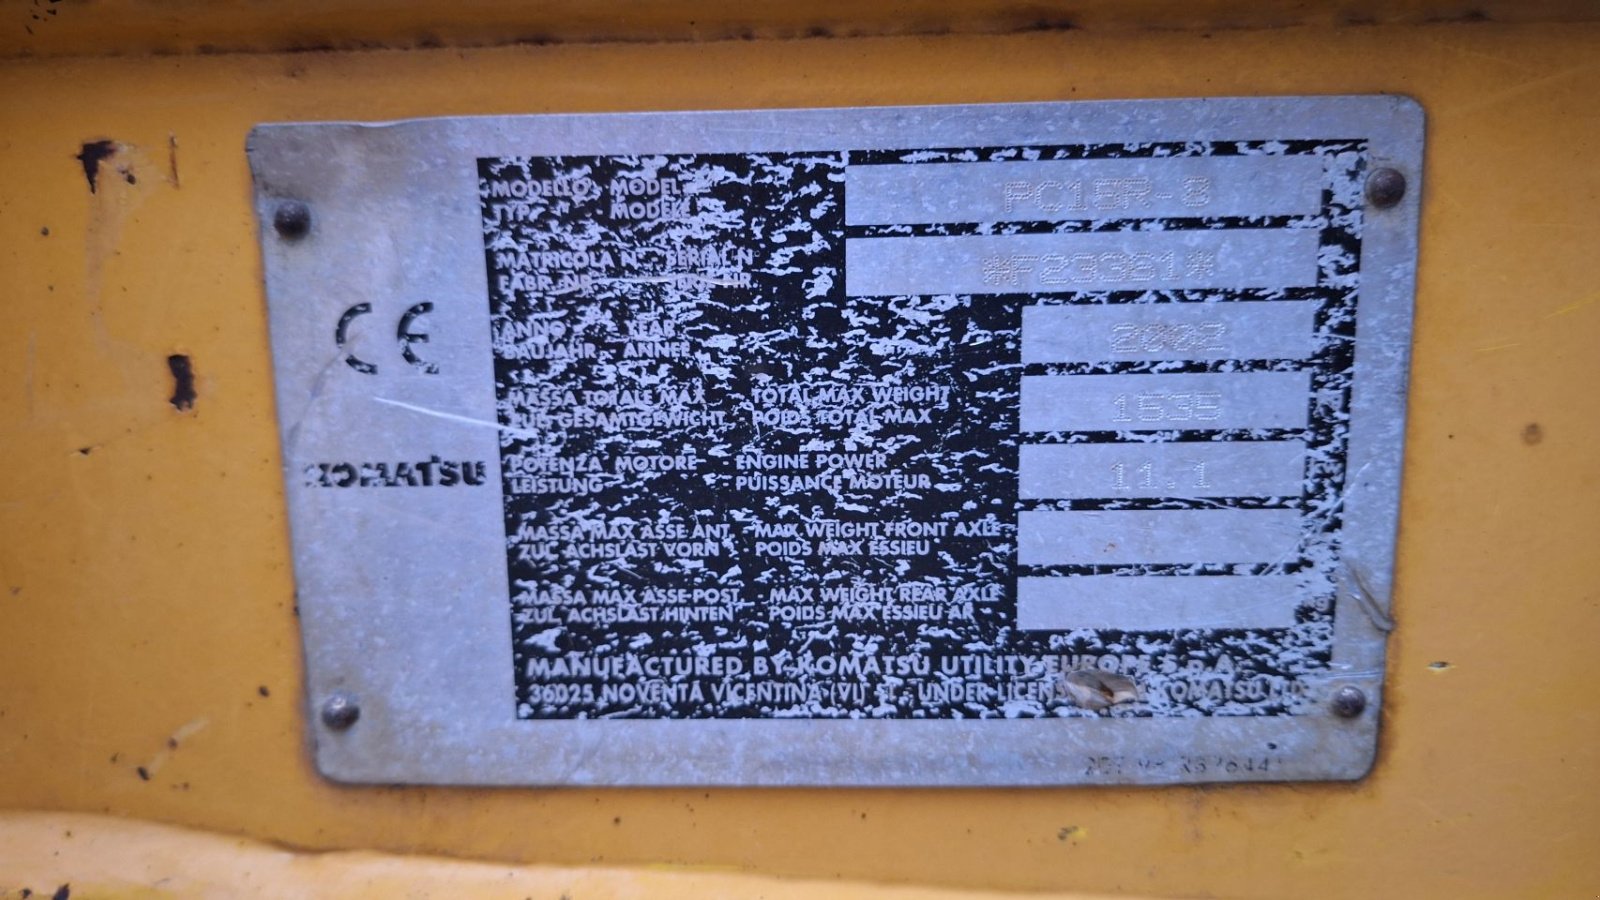 MODELLO - MODEL PC15R-8
TYP - MODELE
MATRICOLA N° - SERIAL N° *F23361*
FABR. NR.
ANNO - YEAR 2002
BAUJAHR - ANNEE
CE
MASSA TOTALE MAX - TOTAL MAX WEIGHT 1535
ZUL GESAMTGEWICHT - POIDS TOTAL MAX
KOMATSU
POTENZA MOTORE - ENGINE POWER 11.1
LEISTUNG - PUISSANCE MOTEUR
MASSA MAX ASSE ANT. - MAX WEIGHT FRONT AXLE
ZUL ACHSLAST VORN - POIDS MAX ESSIEU
MASSA MAX ASSE POST. - MAX WEIGHT REAR AXLE
ZUL ACHSLAST HINTEN - POIDS MAX ESSIEU AR
MANUFACTURED BY KOMATSU UTILITY EUROPE S.p.A.
36025 NOVENTA VICENTINA (VI) - UNDER KOMATSU LTD